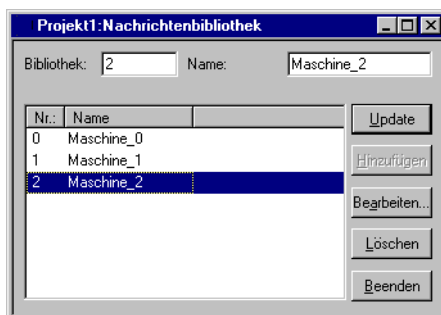 Projekt1:Nachrichtenbibliothek
Bibliothek: 2 Name: Maschine_2
Nr.: Name
0 Maschine_0
1 Maschine_1
2 Maschine_2
Update
Hinzufügen
Bearbeiten...
Löschen
Beenden